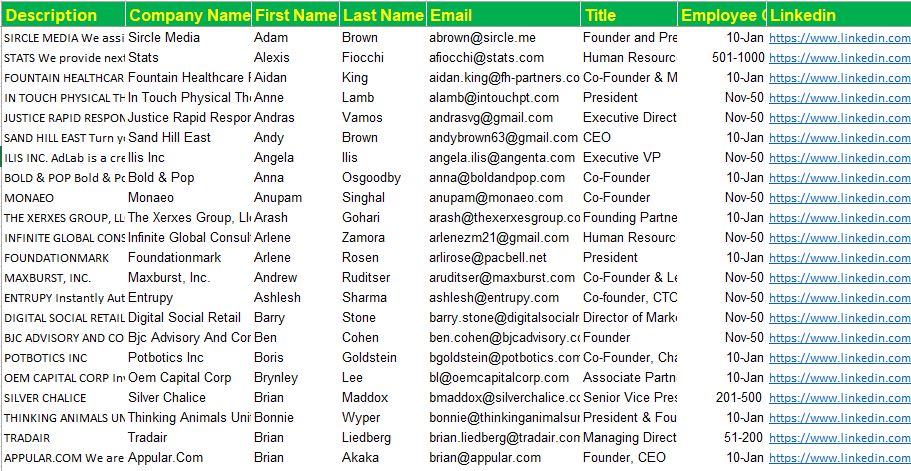 Description Company Name First Name Last Name Email Title Employee C Linkedin
SIRCLE MEDIA We assi Sircle Media Adam Brown abrown@sircle.me Founder and Pre 10-Jan https://www.linkedin.com
STATS We provide next Stats Alexis Fiocchi afiocchi@stats.com Human Resourc 501-1000 https://www.linkedin.com
FOUNTAIN HEALTHCAR Fountain Healthcare F Aidan King aidan.king@fh-partners.co Co-Founder & M 10-Jan https://www.linkedin.com
IN TOUCH PHYSICAL TH In Touch Physical The Anne Lamb alamb@intouchpt.com President Nov-50 https://www.linkedin.com
JUSTICE RAPID RESPON Justice Rapid Respor Andras Vamos andrasvg@gmail.com Executive Direct Nov-50 https://www.linkedin.com
SAND HILL EAST Turn yo Sand Hill East Andy Brown andybrown63@gmail.com CEO Nov-50 https://www.linkedin.com
ILIS INC. AdLab is a cre Ilis Inc Angela Ilis angela.ilis@angenta.com Executive VP Nov-50 https://www.linkedin.com
BOLD & POP Bold & Pc Bold & Pop Anna Osgoodby anna@boldandpop.com Co-Founder 10-Jan https://www.linkedin.com
MONAEO Monaeo Anupam Singhal anupam@monaeo.com Co-Founder Nov-50 https://www.linkedin.com
THE XERXES GROUP, LL The Xerxes Group, Ll Arash Gohari arash@thexerxesgroup.co Founding Partne 10-Jan https://www.linkedin.com
INFINITE GLOBAL CONS Infinite Global Consul Arlene Zamora arlenezm21@gmail.com Human Resourc Nov-50 https://www.linkedin.com
FOUNDATIONMARK Foundationmark Arlene Rosen arlirose@pacbell.net President 10-Jan https://www.linkedin.com
MAXBURST, INC. Maxburst, Inc. Andrew Ruditser aruditser@maxburst.com Co-Founder & Le Nov-50 https://www.linkedin.com
ENTRUPY Instantly Aut Entrupy Ashlesh Sharma ashlesh@entrupy.com Co-founder, CTO Nov-50 https://www.linkedin.com
DIGITAL SOCIAL RETAIL Digital Social Retail Barry Stone barry.stone@digitalsocialr Director of Mark Nov-50 https://www.linkedin.com
BJC ADVISORY AND CO Bjc Advisory And Cor Ben Cohen ben.cohen@bjcadvisory.c Founder Nov-50 https://www.linkedin.com
POTBOTICS INC Potbotics Inc Boris Goldstein bgoldstein@potbotics.com Co-Founder, Cha 10-Jan https://www.linkedin.com
OEM CAPITAL CORP Inv Oem Capital Corp Brynley Lee bl@oemcapitalcorp.com Associate Partn 10-Jan https://www.linkedin.com
SILVER CHALICE Silver Chalice Brian Maddox bmaddox@silverchalice.cc Senior Vice Pres 201-500 https://www.linkedin.com
THINKING ANIMALS UN Thinking Animals Unit Bonnie Wyper bonnie@thinkinganimalsur President & Fou 10-Jan https://www.linkedin.com
TRADAIR Tradair Brian Liedberg brian.liedberg@tradair.com Managing Direct 51-200 https://www.linkedin.com
APPULAR.COM We are Appular.Com Brian Akaka brian@appular.com Founder, CEO 10-Jan https://www.linkedin.com